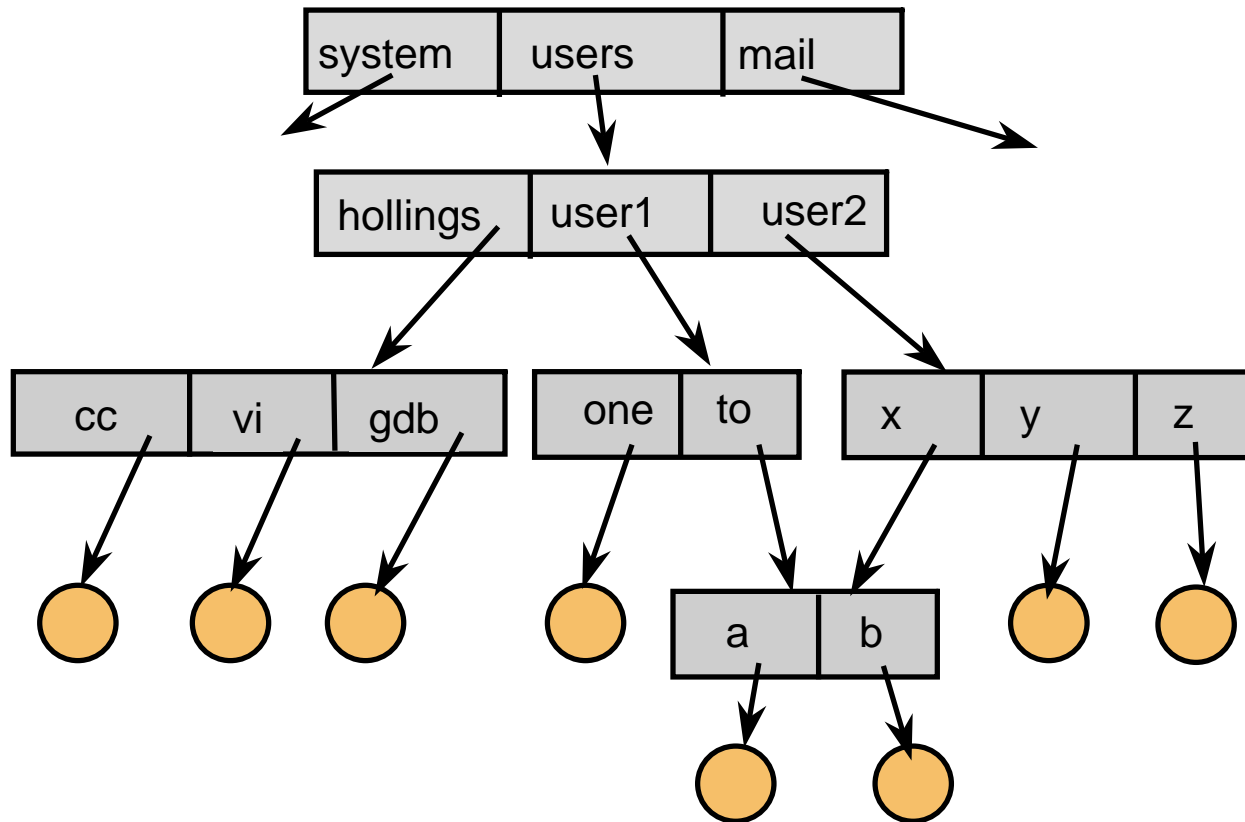 system users mail
hollings user1 user2
cc vi gdb one to x y z
a b